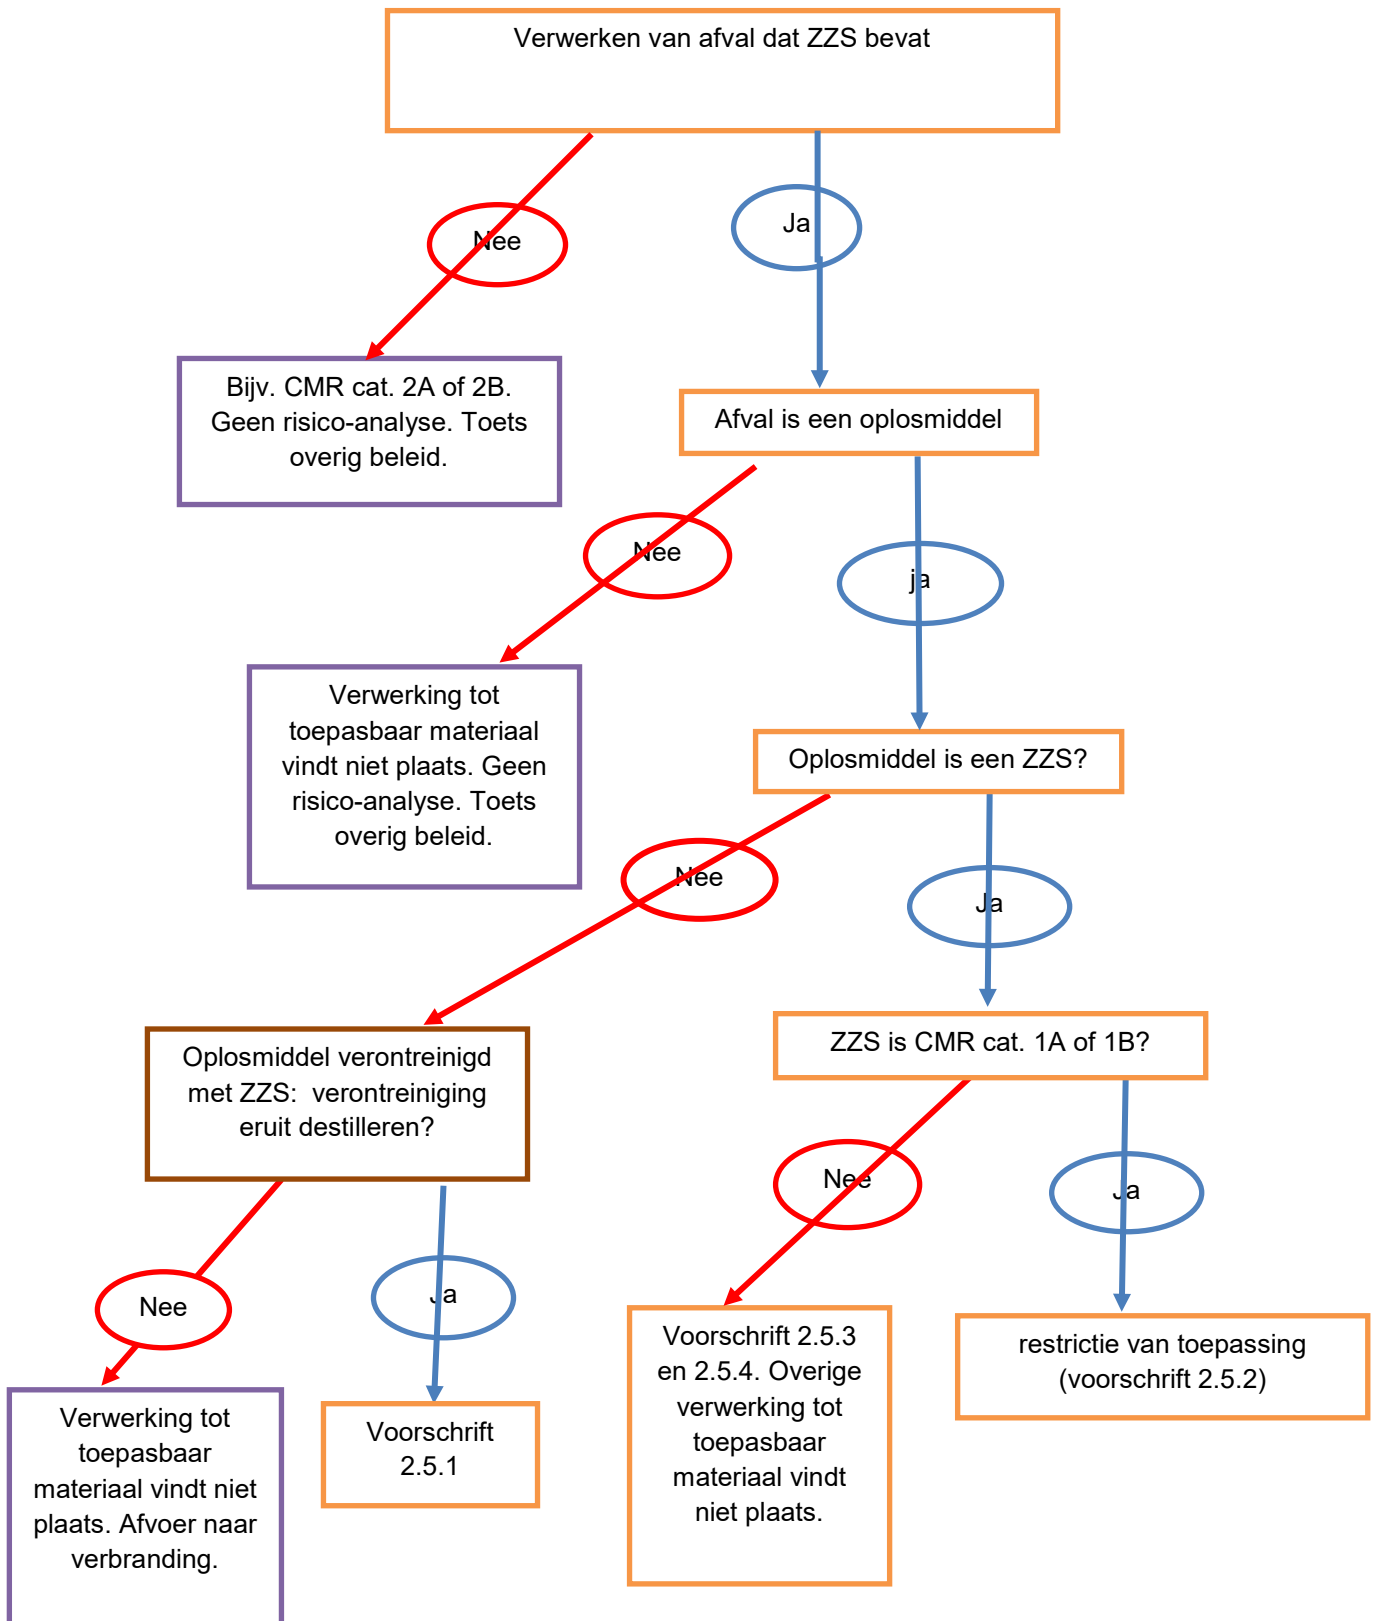 Verwerken van afval dat ZZS bevat
Nee
Ja
Bijv. CMR cat. 2A of 2B.
Geen risico-analyse. Toets
overig beleid.
Afval is een oplosmiddel
Nee
ja
Verwerking tot
toepasbaar materiaal
vindt niet plaats. Geen
risico-analyse. Toets
overig beleid.
Oplosmiddel is een ZZS?
Nee
Ja
Oplosmiddel verontreinigd
met ZZS:  verontreiniging
eruit destilleren?
ZZS is CMR cat. 1A of 1B?
Nee
Ja
Nee
Ja
Voorschrift 2.5.3
en 2.5.4. Overige
verwerking tot
toepasbaar
materiaal vindt
niet plaats.
restrictie van toepassing
(voorschrift 2.5.2)
Verwerking tot
toepasbaar
materiaal vindt niet
plaats. Afvoer naar
verbranding.
Voorschrift
2.5.1